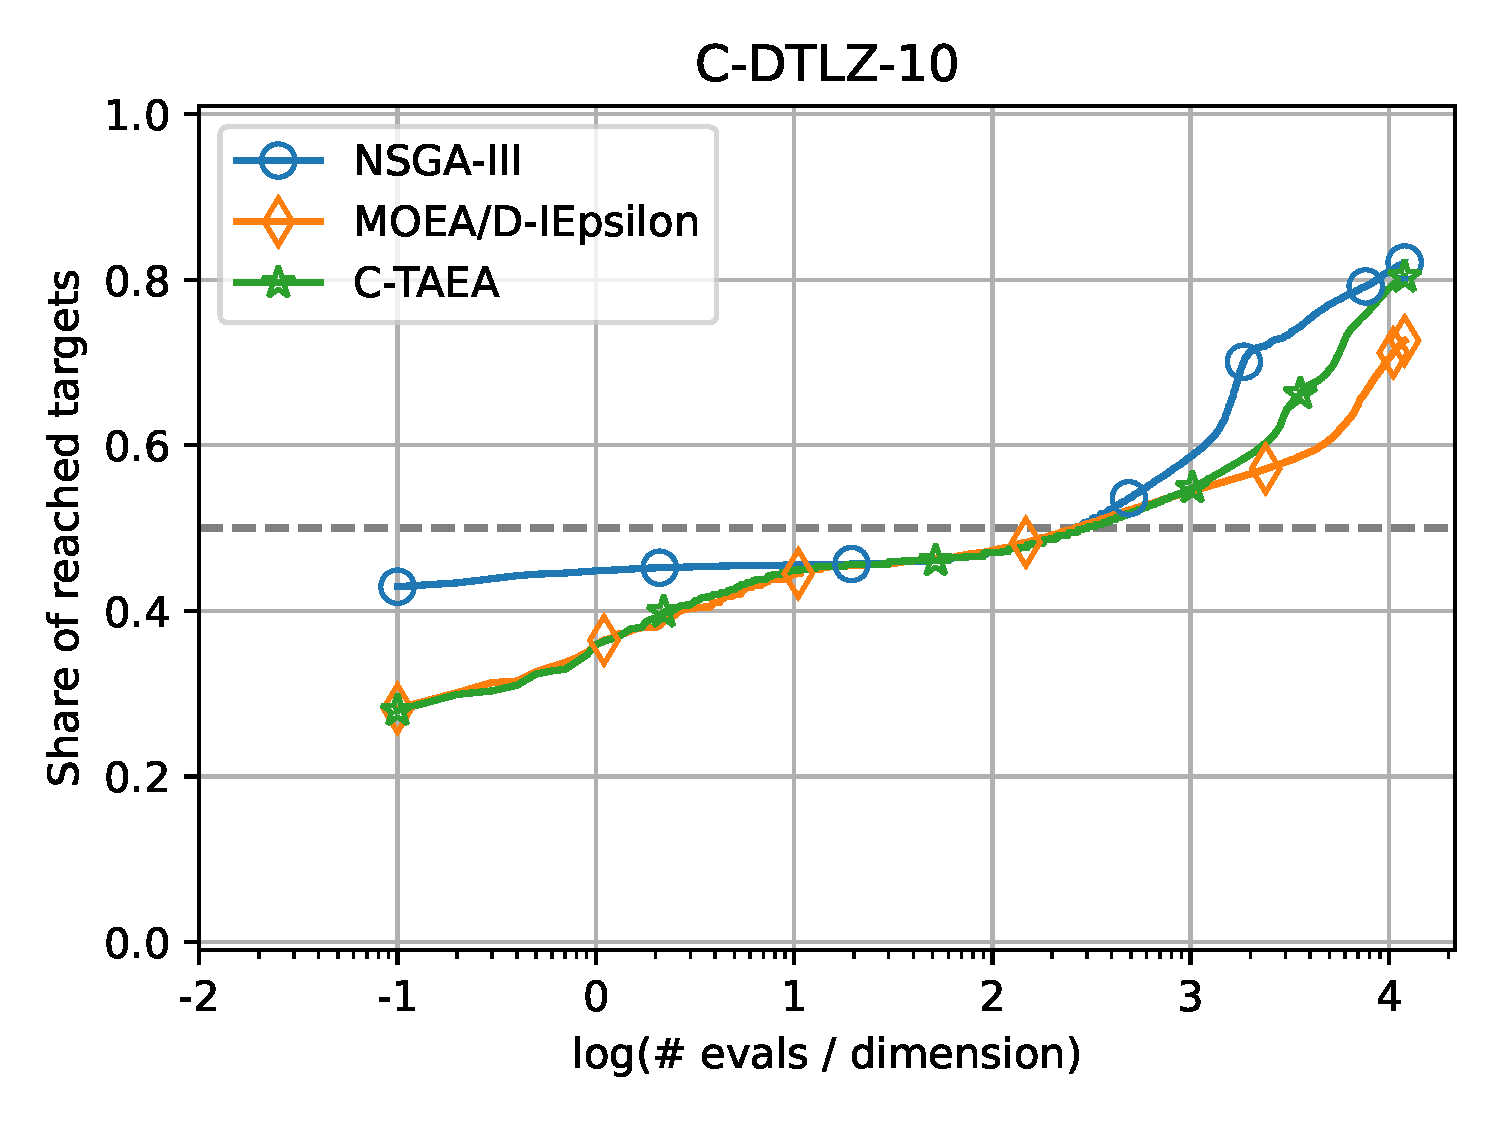 C-DTLZ-10
1.0
0.8
0.6
0.4
0.2
0.0
Share of reached targets
NSGA-III
MOEA/D-IEpsilon
C-TAEA
-2 -1 0 1 2 3 4
log(# evals / dimension)